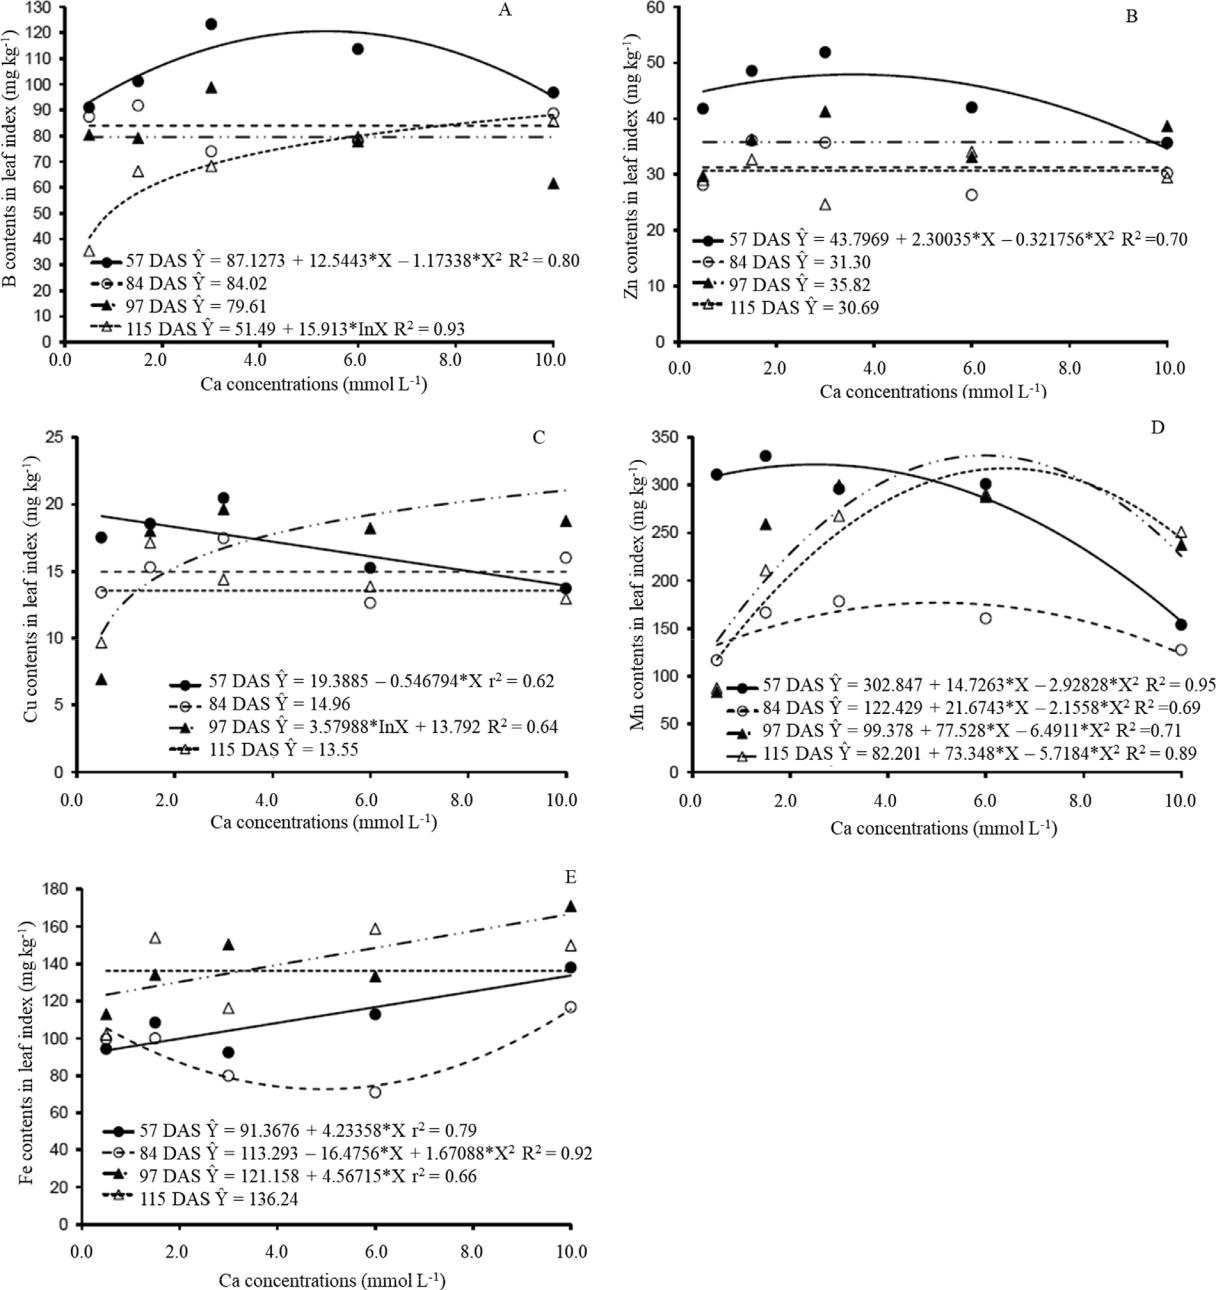 A
B contents in leaf index (mg kg-1)
130
120
110
100
90
80
70
60
50
40
30
20
10
0
57 DAS Ŷ = 87.1273 + 12.5443*X − 1.17338*X² R² = 0.80
84 DAS Ŷ = 84.02
97 DAS Ŷ = 79.61
115 DAS Ŷ = 51.49 + 15.913*InX R² = 0.93
0.0 2.0 4.0 6.0 8.0 10.0
Ca concentrations (mmol L-1)
B
Zn contents in leaf index (mg kg-1)
60
50
40
30
20
10
0
57 DAS Ŷ = 43.7969 + 2.30035*X − 0.321756*X² R² =0.70
84 DAS Ŷ = 31.30
97 DAS Ŷ = 35.82
115 DAS Ŷ = 30.69
0.0 2.0 4.0 6.0 8.0 10.0
Ca concentrations (mmol L-1)
C
Cu contents in leaf index (mg kg-1)
25
20
15
10
5
0
57 DAS Ŷ = 19.3885 − 0.546794*X r² = 0.62
84 DAS Ŷ = 14.96
97 DAS Ŷ = 3.57988*InX + 13.792 R² = 0.64
115 DAS Ŷ = 13.55
0.0 2.0 4.0 6.0 8.0 10.0
Ca concentrations (mmol L-1)
D
Mn contents in leaf index (mg kg-1)
350
300
250
200
150
100
50
0
57 DAS Ŷ = 302.847 + 14.7263*X − 2.92828*X² R² = 0.95
84 DAS Ŷ = 122.429 + 21.6743*X − 2.1558*X² R² =0.69
97 DAS Ŷ = 99.378 + 77.528*X − 6.4911*X² R² =0.71
115 DAS Ŷ = 82.201 + 73.348*X − 5.7184*X² R² = 0.89
0.0 2.0 4.0 6.0 8.0 10.0
Ca concentrations (mmol L-1)
E
Fe contents in leaf index (mg kg-1)
180
160
140
120
100
80
60
40
20
0
57 DAS Ŷ = 91.3676 + 4.23358*X r² = 0.79
84 DAS Ŷ = 113.293 − 16.4756*X + 1.67088*X² R² = 0.92
97 DAS Ŷ = 121.158 + 4.56715*X r² = 0.66
115 DAS Ŷ = 136.24
0.0 2.0 4.0 6.0 8.0 10.0
Ca concentrations (mmol L-1)